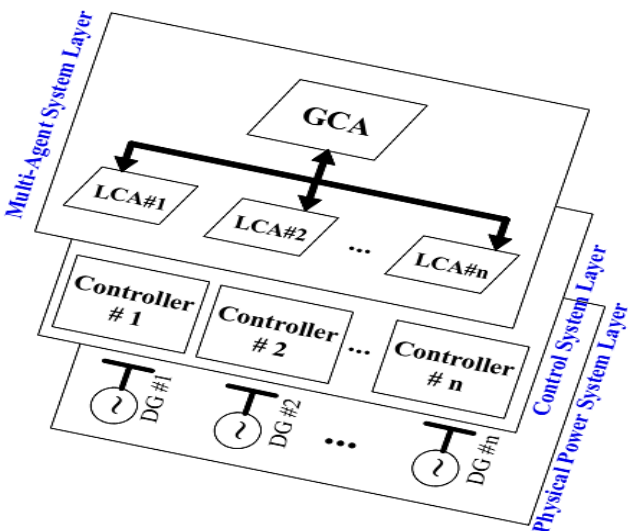 Multi-Agent System Layer
GCA
LCA#1
LCA#2
...
LCA#n
Control System Layer
Controller
# 1
Controller
# 2
...
Controller
# n
Physical Power System Layer
~
DG #1
~
DG #2
...
~
DG #n